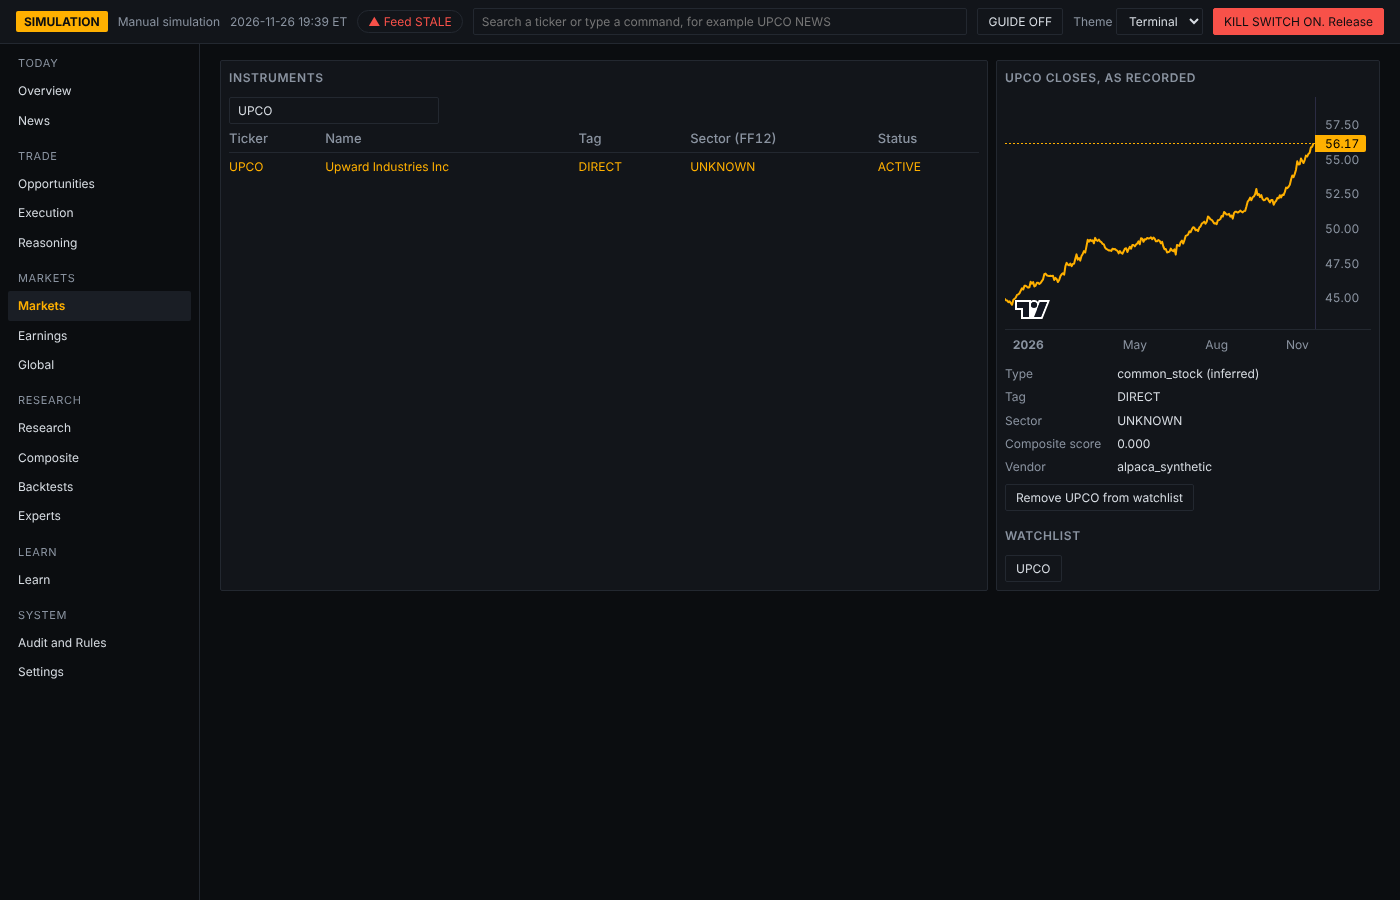 SIMULATION Manual simulation 2026-11-26 19:39 ET ▲ Feed STALE Search a ticker or type a command, for example UPCO NEWS GUIDE OFF Theme Terminal KILL SWITCH ON. Release
TODAY
Overview
News
TRADE
Opportunities
Execution
Reasoning
MARKETS
Markets
Earnings
Global
RESEARCH
Research
Composite
Backtests
Experts
LEARN
Learn
SYSTEM
Audit and Rules
Settings
INSTRUMENTS
UPCO
Ticker Name Tag Sector (FF12) Status
UPCO Upward Industries Inc DIRECT UNKNOWN ACTIVE
UPCO CLOSES, AS RECORDED
57.50
56.17
55.00
52.50
50.00
47.50
45.00
2026 May Aug Nov
Type common_stock (inferred)
Tag DIRECT
Sector UNKNOWN
Composite score 0.000
Vendor alpaca_synthetic
Remove UPCO from watchlist
WATCHLIST
UPCO